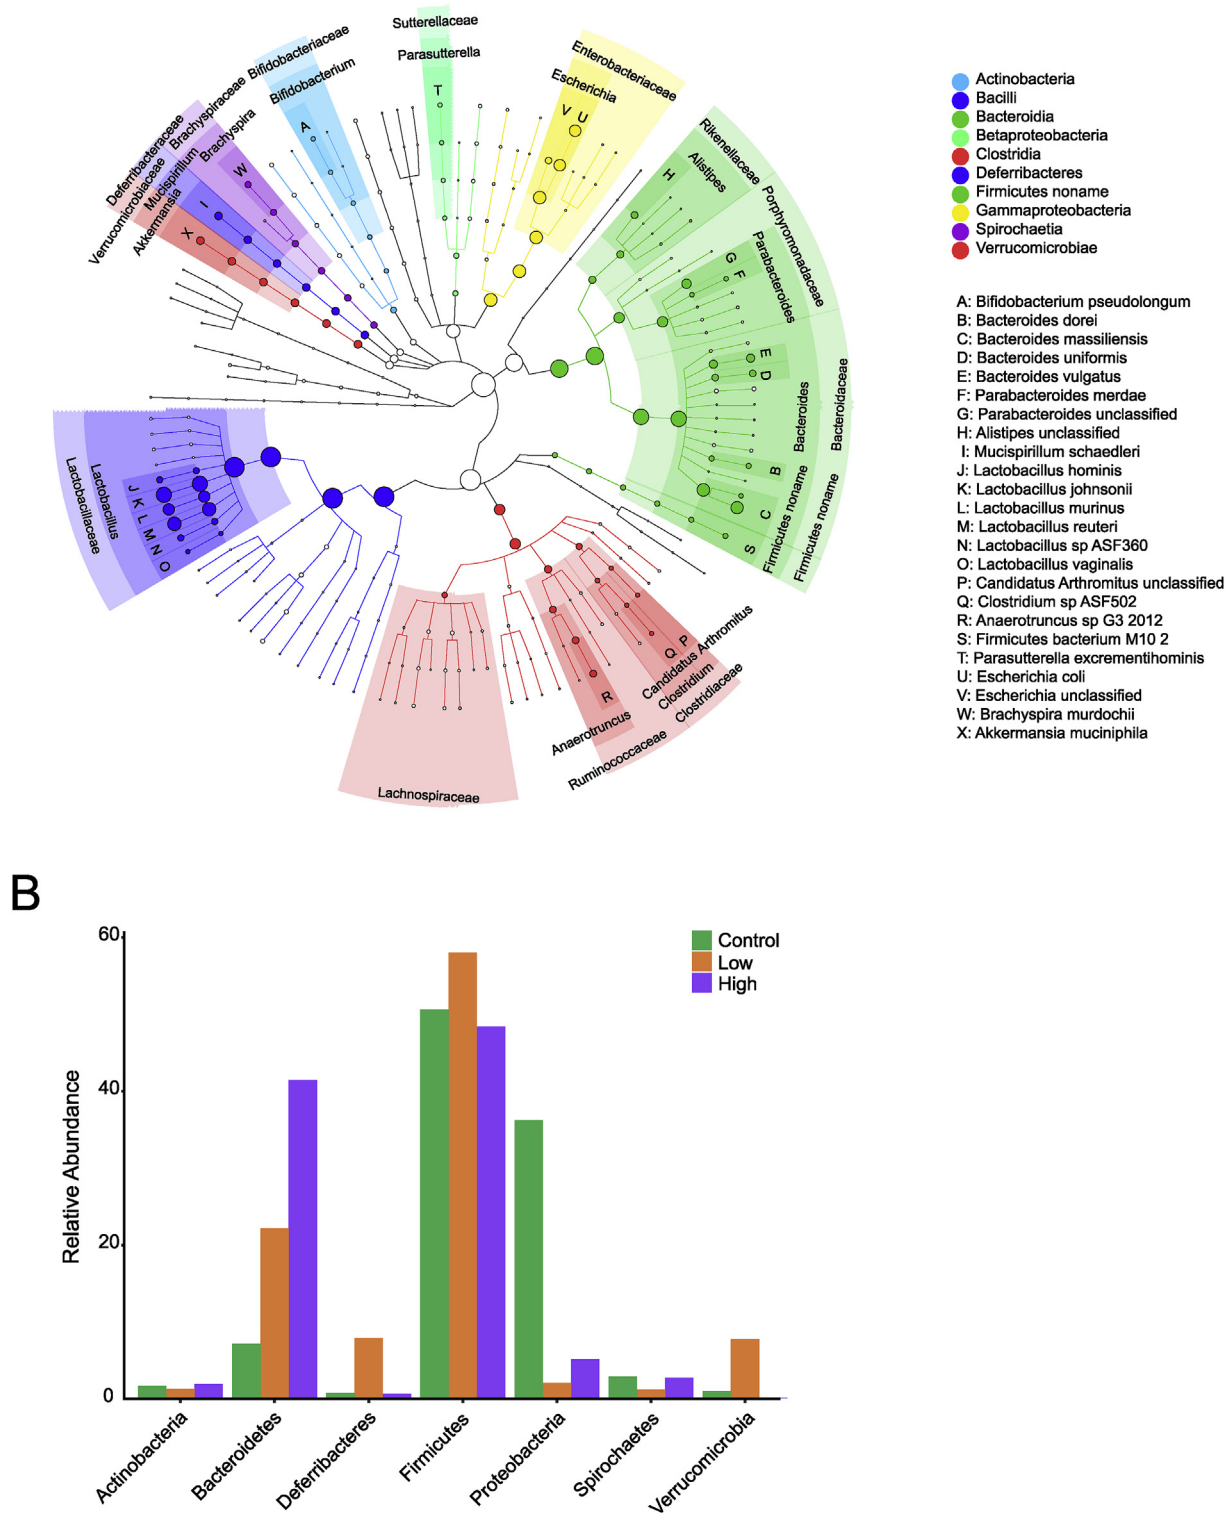 Sutterellaceae
Parasutterella
T
Bifidobacteriaceae
Bifidobacterium
A
Enterobacteriaceae
Escherichia
V U
Brachyspiraceae
Brachyspira
W
Deferribacteraceae
Mucispirillum
I
Verrucomicrobiaceae
Akkermansia
X
Rikenellaceae
Alistipes
H
Porphyromonadaceae
Parabacteroides
G F
Bacteroidaceae
Bacteroides
E
D
B
C
Firmicutes noname
Firmicutes noname
S
Lactobacillaceae
Lactobacillus
J K L M N O
Candidatus Arthromitus
Clostridium
Clostridiaceae
Q P
R
Anaerotruncus
Ruminococcaceae
Lachnospiraceae
Actinobacteria
Bacilli
Bacteroidia
Betaproteobacteria
Clostridia
Deferribacteres
Firmicutes noname
Gammaproteobacteria
Spirochaetia
Verrucomicrobiae
A: Bifidobacterium pseudolongum
B: Bacteroides dorei
C: Bacteroides massiliensis
D: Bacteroides uniformis
E: Bacteroides vulgatus
F: Parabacteroides merdae
G: Parabacteroides unclassified
H: Alistipes unclassified
I: Mucispirillum schaedleri
J: Lactobacillus hominis
K: Lactobacillus johnsonii
L: Lactobacillus murinus
M: Lactobacillus reuteri
N: Lactobacillus sp ASF360
O: Lactobacillus vaginalis
P: Candidatus Arthromitus unclassified
Q: Clostridium sp ASF502
R: Anaerotruncus sp G3 2012
S: Firmicutes bacterium M10 2
T: Parasutterella excrementihominis
U: Escherichia coli
V: Escherichia unclassified
W: Brachyspira murdochii
X: Akkermansia muciniphila
B
60
40
20
0
Relative Abundance
Control
Low
High
Actinobacteria
Bacteroidetes
Deferribacteres
Firmicutes
Proteobacteria
Spirochaetes
Verrucomicrobia